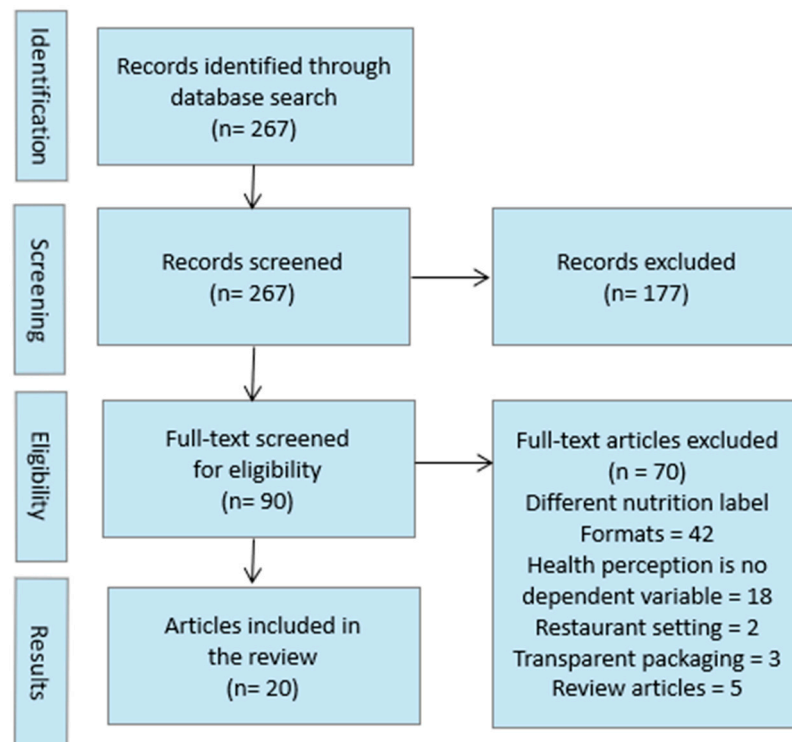 Identification
Records identified through
database search
(n= 267)
Screening
Records screened
(n= 267)
Records excluded
(n= 177)
Eligibility
Full-text screened
for eligibility
(n= 90)
Full-text articles excluded
(n = 70)
Different nutrition label
Formats = 42
Health perception is no
dependent variable = 18
Restaurant setting = 2
Transparent packaging = 3
Review articles = 5
Results
Articles included in
the review
(n= 20)